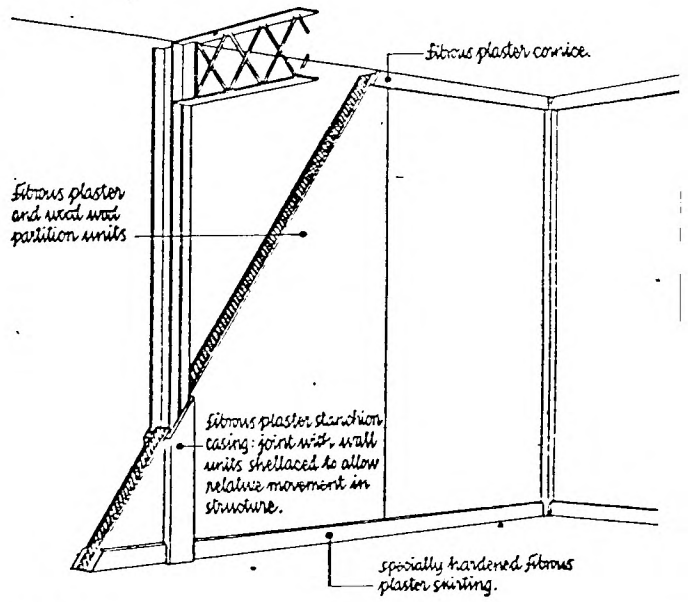 fibrous plaster cornice.
fibrous plaster
and wood wool
partition units
fibrous plaster stanchion
casing: joint with wall
units shellaced to allow
relative movement in
structure.
specially hardened fibrous
plaster skirting.